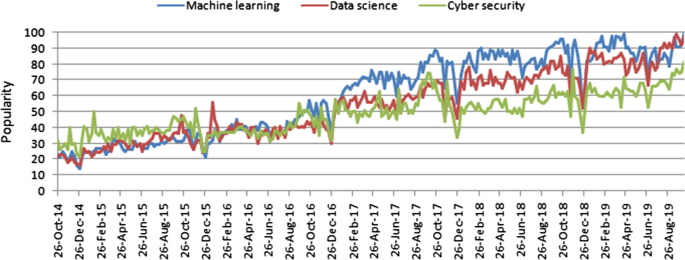 Machine learning Data science Cyber security
Popularity
100
90
80
70
60
50
40
30
20
10
0
26-Oct-14
26-Dec-14
26-Feb-15
26-Apr-15
26-Jun-15
26-Aug-15
26-Oct-15
26-Dec-15
26-Feb-16
26-Apr-16
26-Jun-16
26-Aug-16
26-Oct-16
26-Dec-16
26-Feb-17
26-Apr-17
26-Jun-17
26-Aug-17
26-Oct-17
26-Dec-17
26-Feb-18
26-Apr-18
26-Jun-18
26-Aug-18
26-Oct-18
26-Dec-18
26-Feb-19
26-Apr-19
26-Jun-19
26-Aug-19